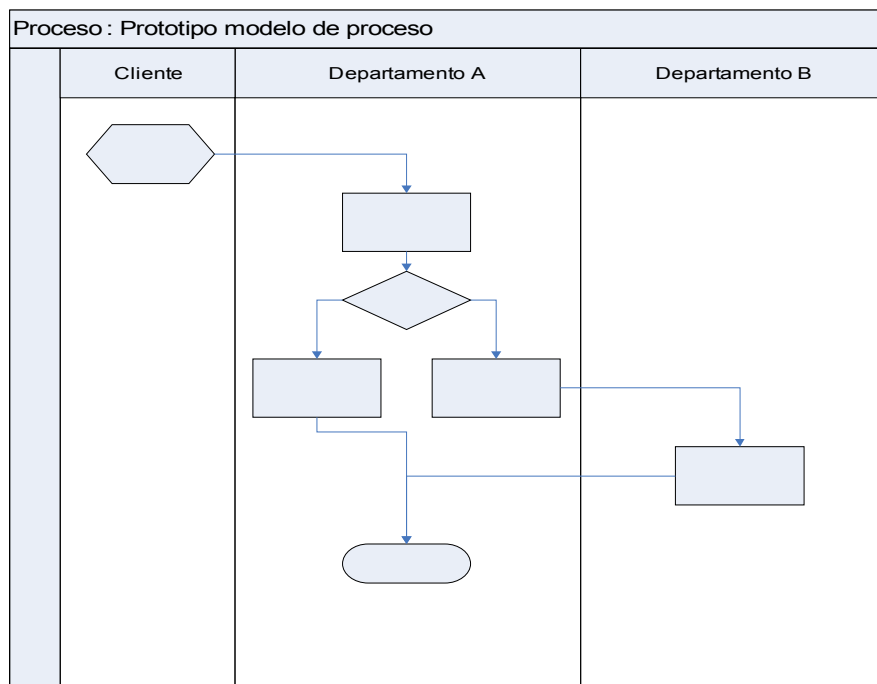 Proceso : Prototipo modelo de proceso
Cliente
Departamento A
Departamento B